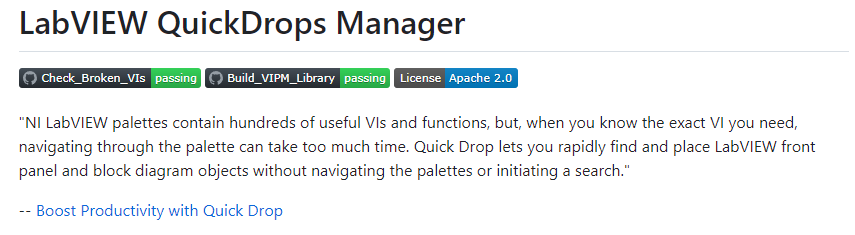 LabVIEW QuickDrops Manager
Check_Broken_VIs passing Build_VIPM_Library passing License Apache 2.0
"NI LabVIEW palettes contain hundreds of useful VIs and functions, but, when you know the exact VI you need,
navigating through the palette can take too much time. Quick Drop lets you rapidly find and place LabVIEW front
panel and block diagram objects without navigating the palettes or initiating a search."
-- Boost Productivity with Quick Drop